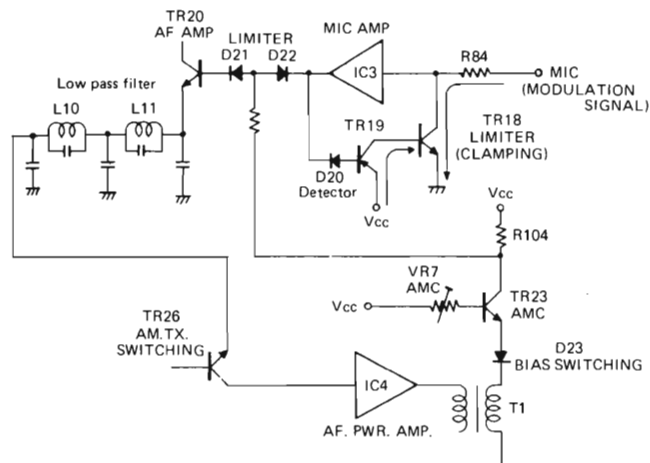 TR20
AF AMP
LIMITER
D21 D22
MIC AMP
IC3
R84
MIC
(MODULATION
SIGNAL)
Low pass filter
L10
L11
TR19
TR18
LIMITER
(CLAMPING)
D20
Detector
Vcc
Vcc
R104
VR7
AMC
Vcc
TR23
AMC
TR26
AM.TX.
SWITCHING
D23
BIAS SWITCHING
IC4
T1
AF. PWR. AMP.